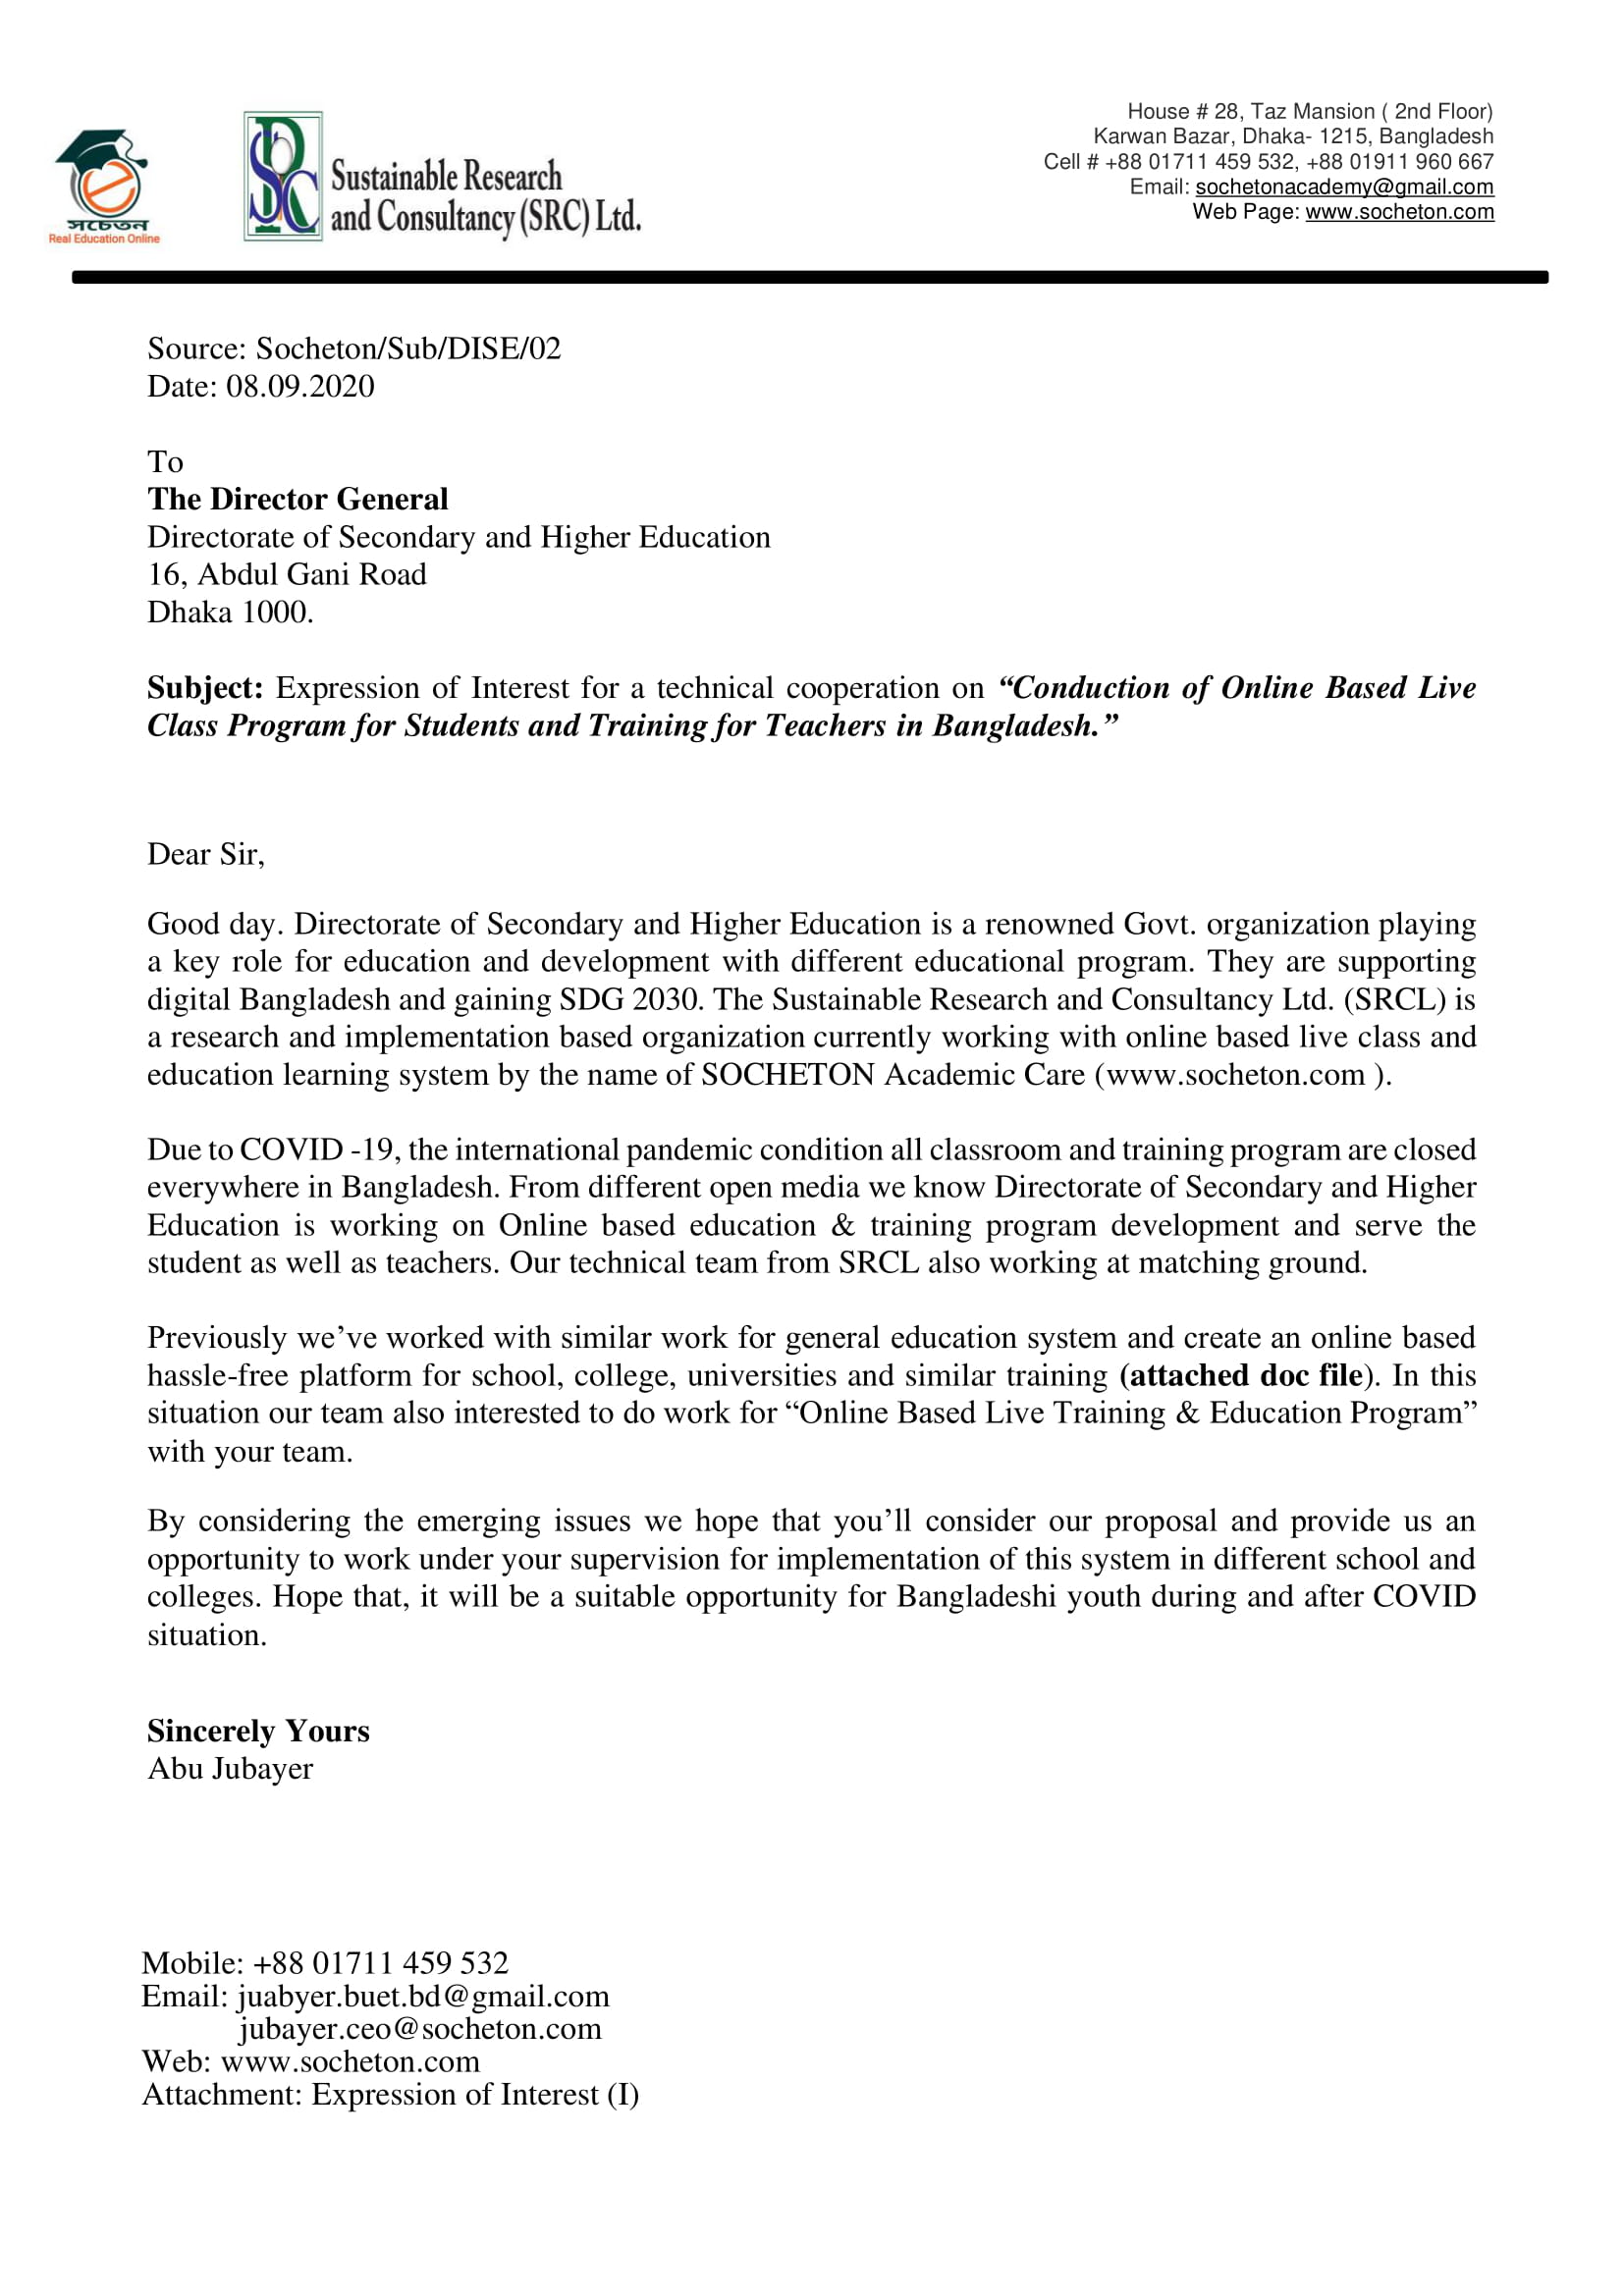 সচেতন
Real Education Online
SRC
Sustainable Research
and Consultancy (SRC) Ltd.
House # 28, Taz Mansion ( 2nd Floor)
Karwan Bazar, Dhaka- 1215, Bangladesh
Cell # +88 01711 459 532, +88 01911 960 667
Email: sochetonacademy@gmail.com
Web Page: www.socheton.com
Source: Socheton/Sub/DISE/02
Date: 08.09.2020
To
The Director General
Directorate of Secondary and Higher Education
16, Abdul Gani Road
Dhaka 1000.
Subject: Expression of Interest for a technical cooperation on “Conduction of Online Based Live
Class Program for Students and Training for Teachers in Bangladesh.”
Dear Sir,
Good day. Directorate of Secondary and Higher Education is a renowned Govt. organization playing
a key role for education and development with different educational program. They are supporting
digital Bangladesh and gaining SDG 2030. The Sustainable Research and Consultancy Ltd. (SRCL) is
a research and implementation based organization currently working with online based live class and
education learning system by the name of SOCHETON Academic Care (www.socheton.com ).
Due to COVID -19, the international pandemic condition all classroom and training program are closed
everywhere in Bangladesh. From different open media we know Directorate of Secondary and Higher
Education is working on Online based education & training program development and serve the
student as well as teachers. Our technical team from SRCL also working at matching ground.
Previously we’ve worked with similar work for general education system and create an online based
hassle-free platform for school, college, universities and similar training (attached doc file). In this
situation our team also interested to do work for “Online Based Live Training & Education Program”
with your team.
By considering the emerging issues we hope that you’ll consider our proposal and provide us an
opportunity to work under your supervision for implementation of this system in different school and
colleges. Hope that, it will be a suitable opportunity for Bangladeshi youth during and after COVID
situation.
Sincerely Yours
Abu Jubayer
Mobile: +88 01711 459 532
Email: juabyer.buet.bd@gmail.com
jubayer.ceo@socheton.com
Web: www.socheton.com
Attachment: Expression of Interest (I)